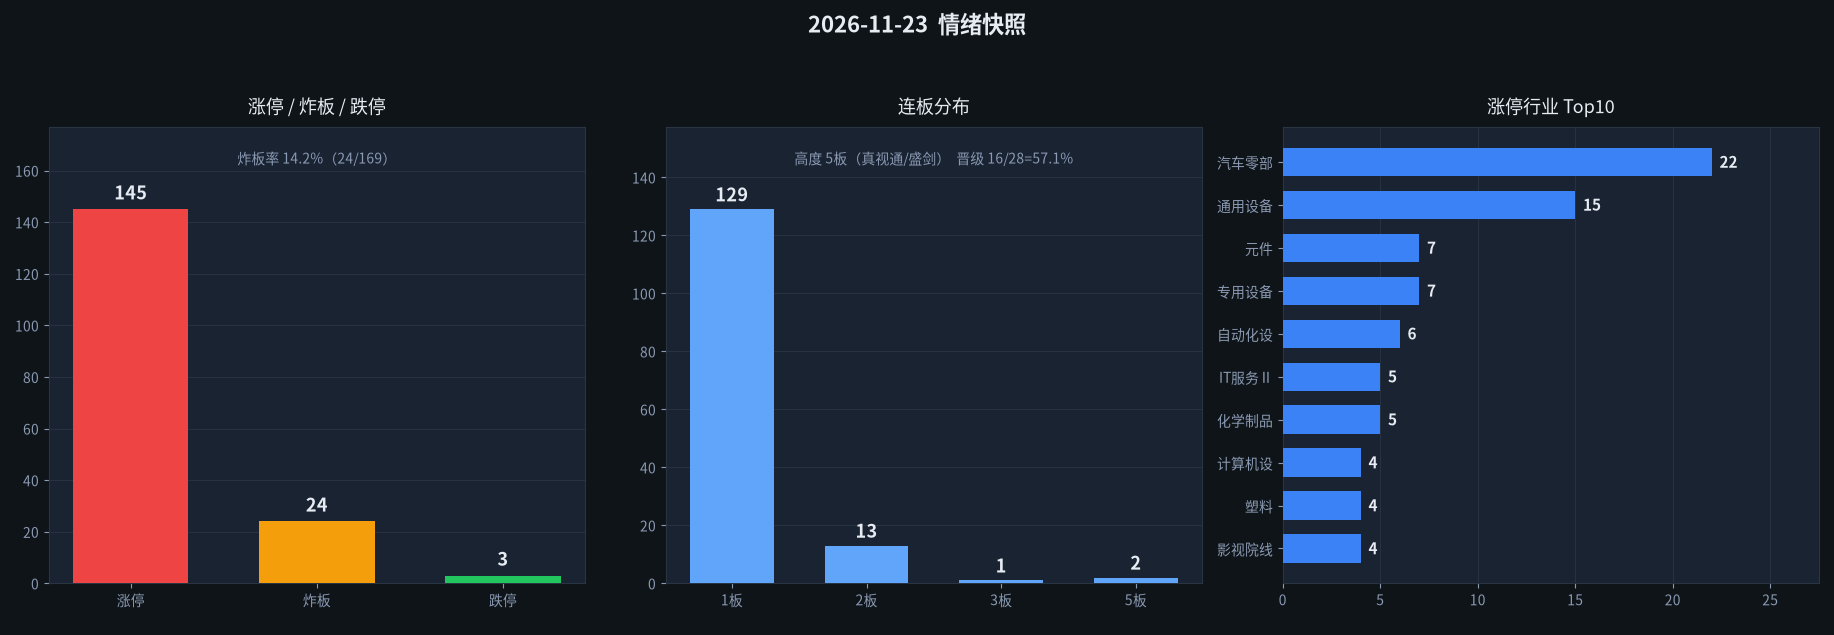 2026-11-23 情绪快照
涨停 / 炸板 / 跌停
炸板率 14.2%（24/169）
160
140
120
100
80
60
40
20
0
145
24
3
涨停
炸板
跌停
连板分布
高度 5板（真视通/盛剑） 晋级 16/28=57.1%
140
120
100
80
60
40
20
0
129
13
1
2
1板
2板
3板
5板
涨停行业 Top10
汽车零部 22
通用设备 15
元件 7
专用设备 7
自动化设 6
IT服务Ⅱ 5
化学制品 5
计算机设 4
塑料 4
影视院线 4
0 5 10 15 20 25